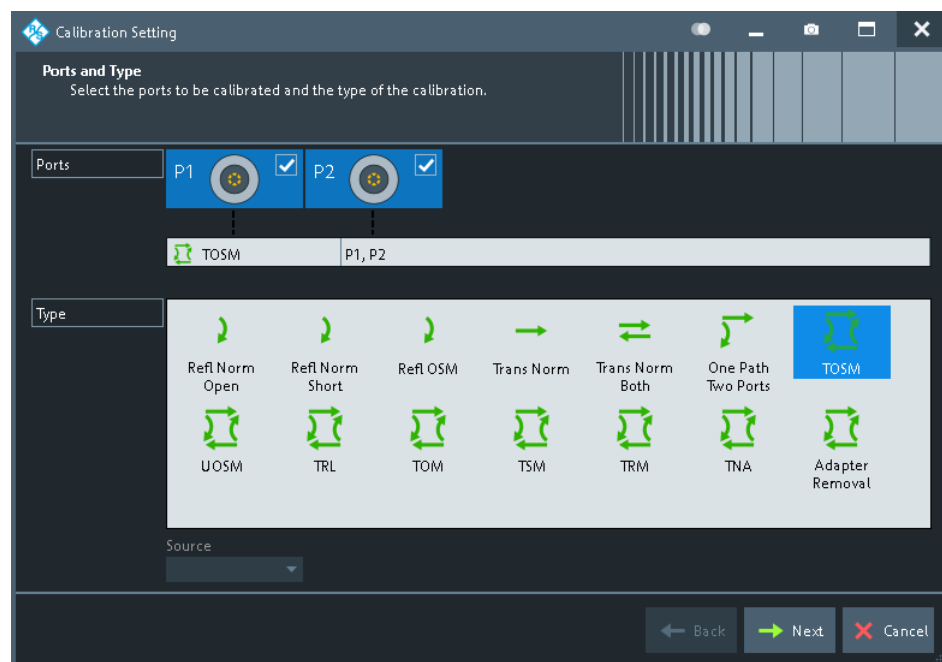 Calibration Setting
Ports and Type
Select the ports to be calibrated and the type of the calibration.
Ports
P1
P2
TOSM P1, P2
Type
Refl Norm Open
Refl Norm Short
Refl OSM
Trans Norm
Trans Norm Both
One Path Two Ports
TOSM
UOSM
TRL
TOM
TSM
TRM
TNA
Adapter Removal
Source
Back
Next
Cancel